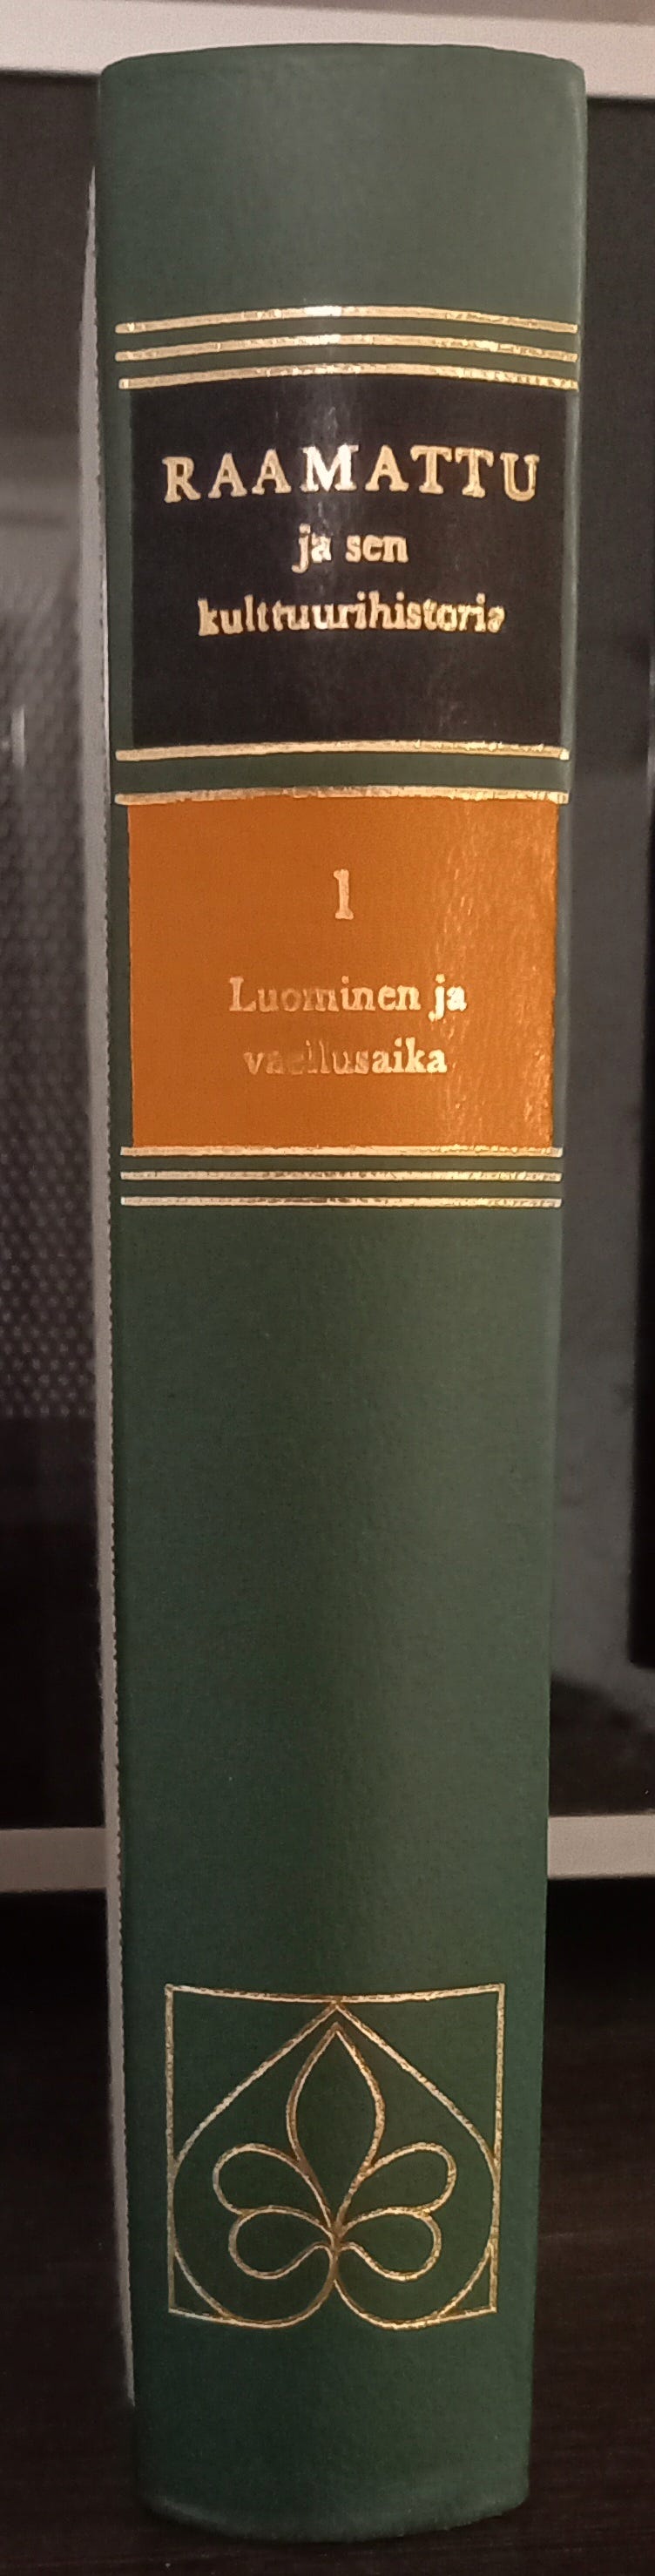 RAAMATTU
ja sen
kulttuurihistoria
1
Luominen ja
vaellusaika